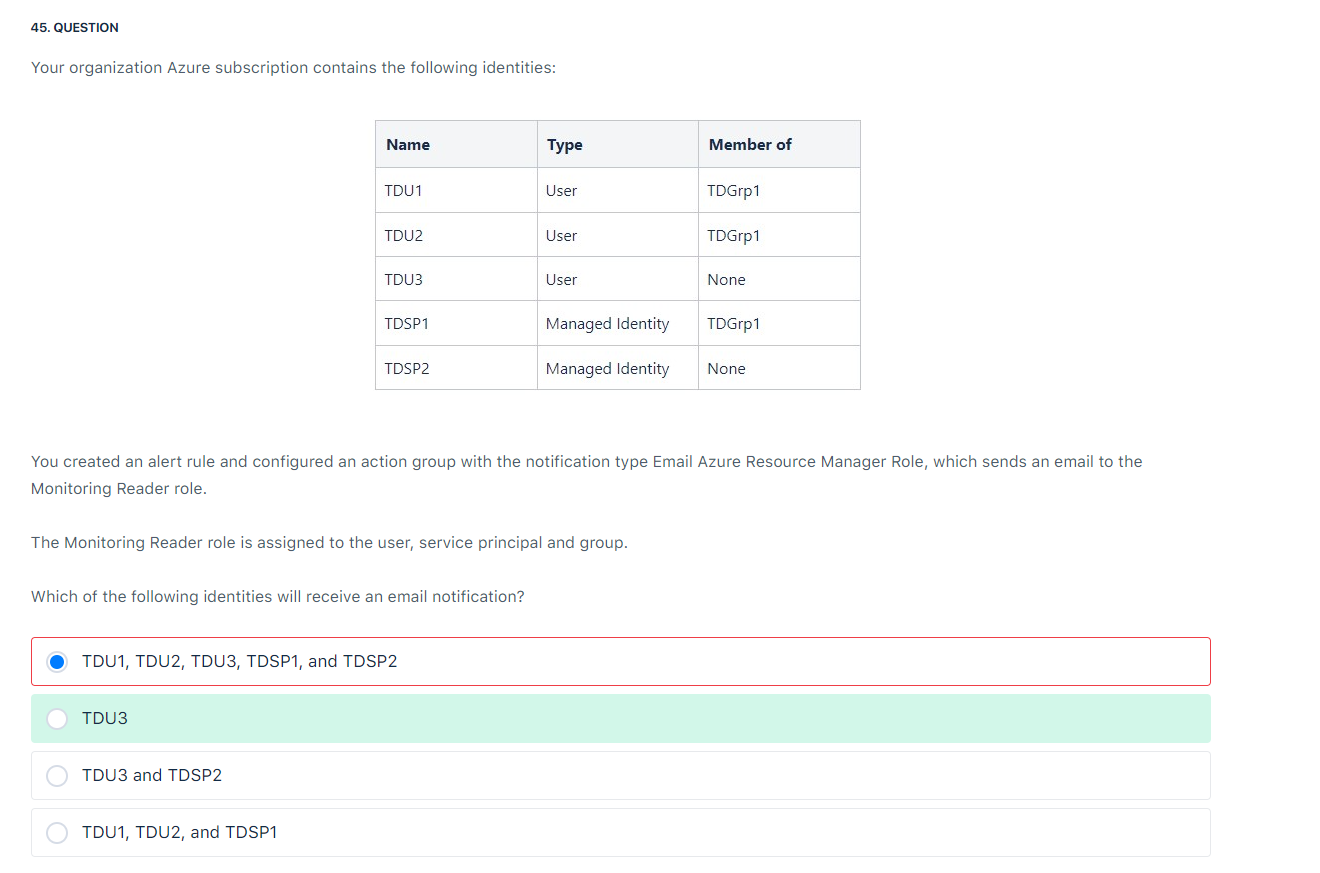 45. QUESTION
Your organization Azure subscription contains the following identities:
Name Type Member of
TDU1 User TDGrp1
TDU2 User TDGrp1
TDU3 User None
TDSP1 Managed Identity TDGrp1
TDSP2 Managed Identity None
You created an alert rule and configured an action group with the notification type Email Azure Resource Manager Role, which sends an email to the
Monitoring Reader role.
The Monitoring Reader role is assigned to the user, service principal and group.
Which of the following identities will receive an email notification?
TDU1, TDU2, TDU3, TDSP1, and TDSP2
TDU3
TDU3 and TDSP2
TDU1, TDU2, and TDSP1